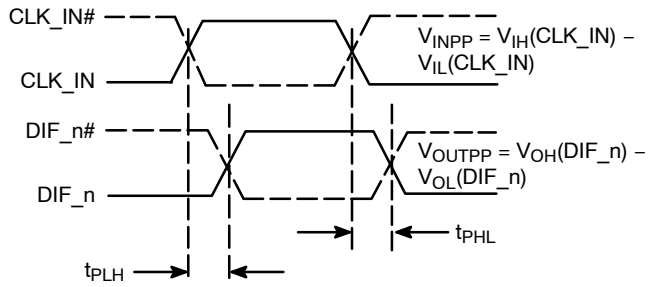 CLK_IN#
V_INPP = V_IH(CLK_IN) –
V_IL(CLK_IN)
CLK_IN
DIF_n#
V_OUTPP = V_OH(DIF_n) –
V_OL(DIF_n)
DIF_n
t_PHL
t_PLH